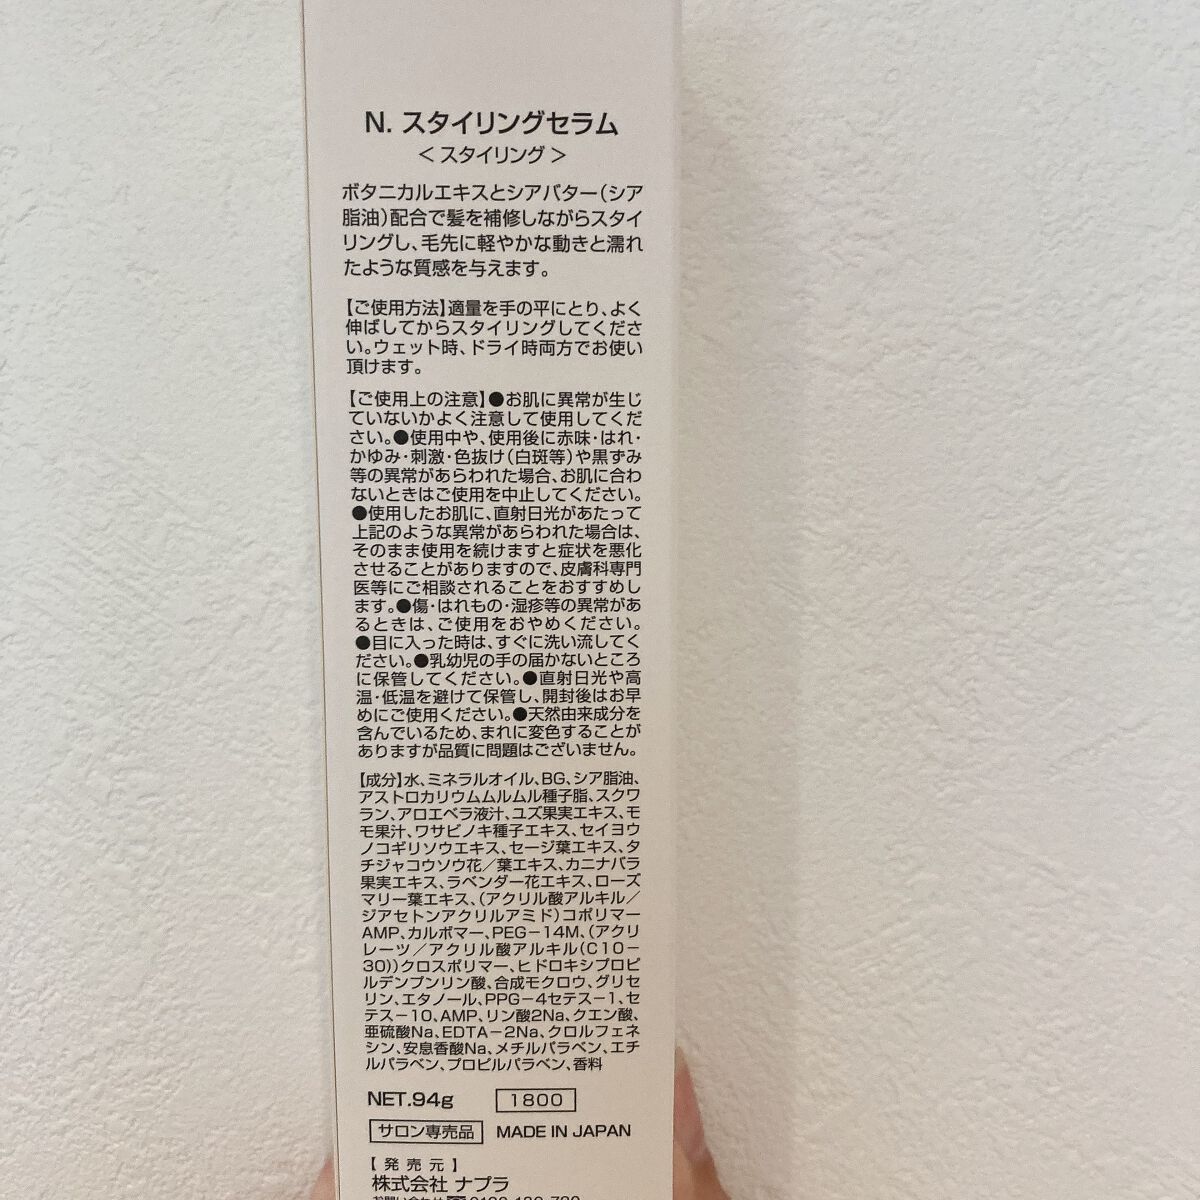 N. スタイリングセラム
＜スタイリング＞
ボタニカルエキスとシアバター(シア
脂油)配合で髪を補修しながらスタイ
リングし、毛先に軽やかな動きと濡れ
たような質感を与えます。
【ご使用方法】適量を手の平にとり、よく
伸ばしてからスタイリングしてくださ
い。ウェット時、ドライ時両方でお使い
頂けます。
【ご使用上の注意】●お肌に異常が生じ
ていないかよく注意して使用してくだ
さい。●使用中や、使用後に赤味・はれ・
かゆみ・刺激・色抜け(白斑等)や黒ずみ
等の異常があらわれた場合、お肌に合わ
ないときはご使用を中止してください。
●使用したお肌に、直射日光があたって
上記のような異常があらわれた場合は、
そのまま使用を続けますと症状を悪化
させることがありますので、皮膚科専門
医等にご相談されることをおすすめし
ます。●傷・はれもの・湿疹等の異常があ
るときは、ご使用をおやめください。
●目に入った時は、すぐに洗い流してく
ださい。●乳幼児の手の届かないところ
に保管してください。●直射日光や高
温・低温を避けて保管し、開封後はお早
めにご使用ください。●天然由来成分を
含んでいるため、まれに変色することが
ありますが品質に問題はございません。
【成分】水、ミネラルオイル、BG、シア脂油、
アストロカリウムムルムル種子脂、スクワ
ラン、アロエベラ液汁、ユズ果実エキス、モ
モ果汁、ワサビノキ種子エキス、セイヨウ
ノコギリソウエキス、セージ葉エキス、タ
チジャコウソウ花／葉エキス、カニナバラ
果実エキス、ラベンダー花エキス、ローズ
マリー葉エキス、(アクリル酸アルキル／
ジアセトンアクリルアミド)コポリマー
AMP、カルボマー、PEG－14M、(アクリ
レーツ／アクリル酸アルキル(C10－
30))クロスポリマー、ヒドロキシプロピ
ルデンプンリン酸、合成モクロウ、グリセ
リン、エタノール、PPG－4セテス－1、セ
テス－10、AMP、リン酸2Na、クエン酸、
亜硫酸Na、EDTA－2Na、クロルフェネ
シン、安息香酸Na、メチルパラベン、エチ
ルパラベン、プロピルパラベン、香料
NET.94g 1800
サロン専売品 MADE IN JAPAN
【発売元】
株式会社 ナプラ